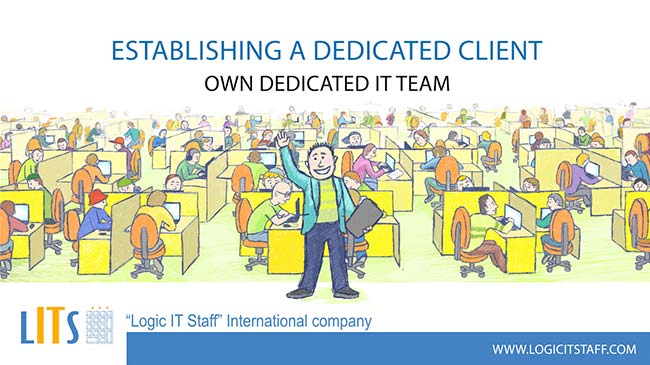 ESTABLISHING A DEDICATED CLIENT
OWN DEDICATED IT TEAM
LITS
“Logic IT Staff” International company
WWW.LOGICITSTAFF.COM